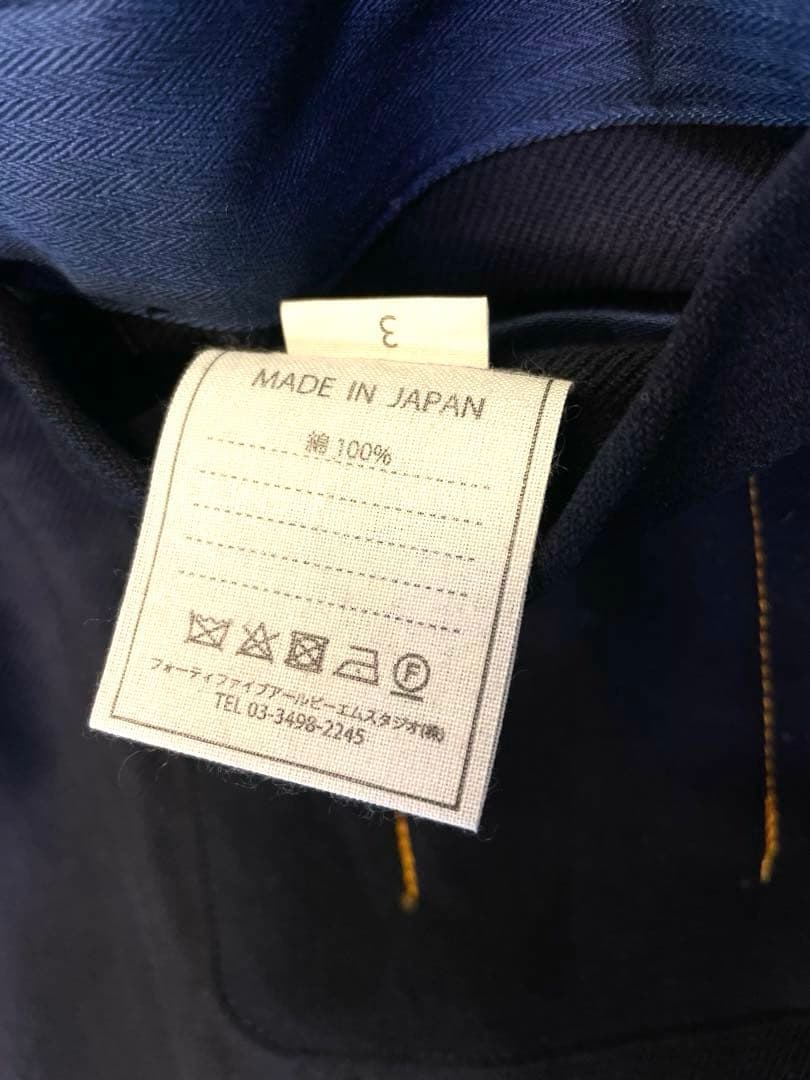 3
MADE IN JAPAN
綿 100%
F
フォーティファイブアールピーエムスタジオ(株)
TEL 03-3498-2245